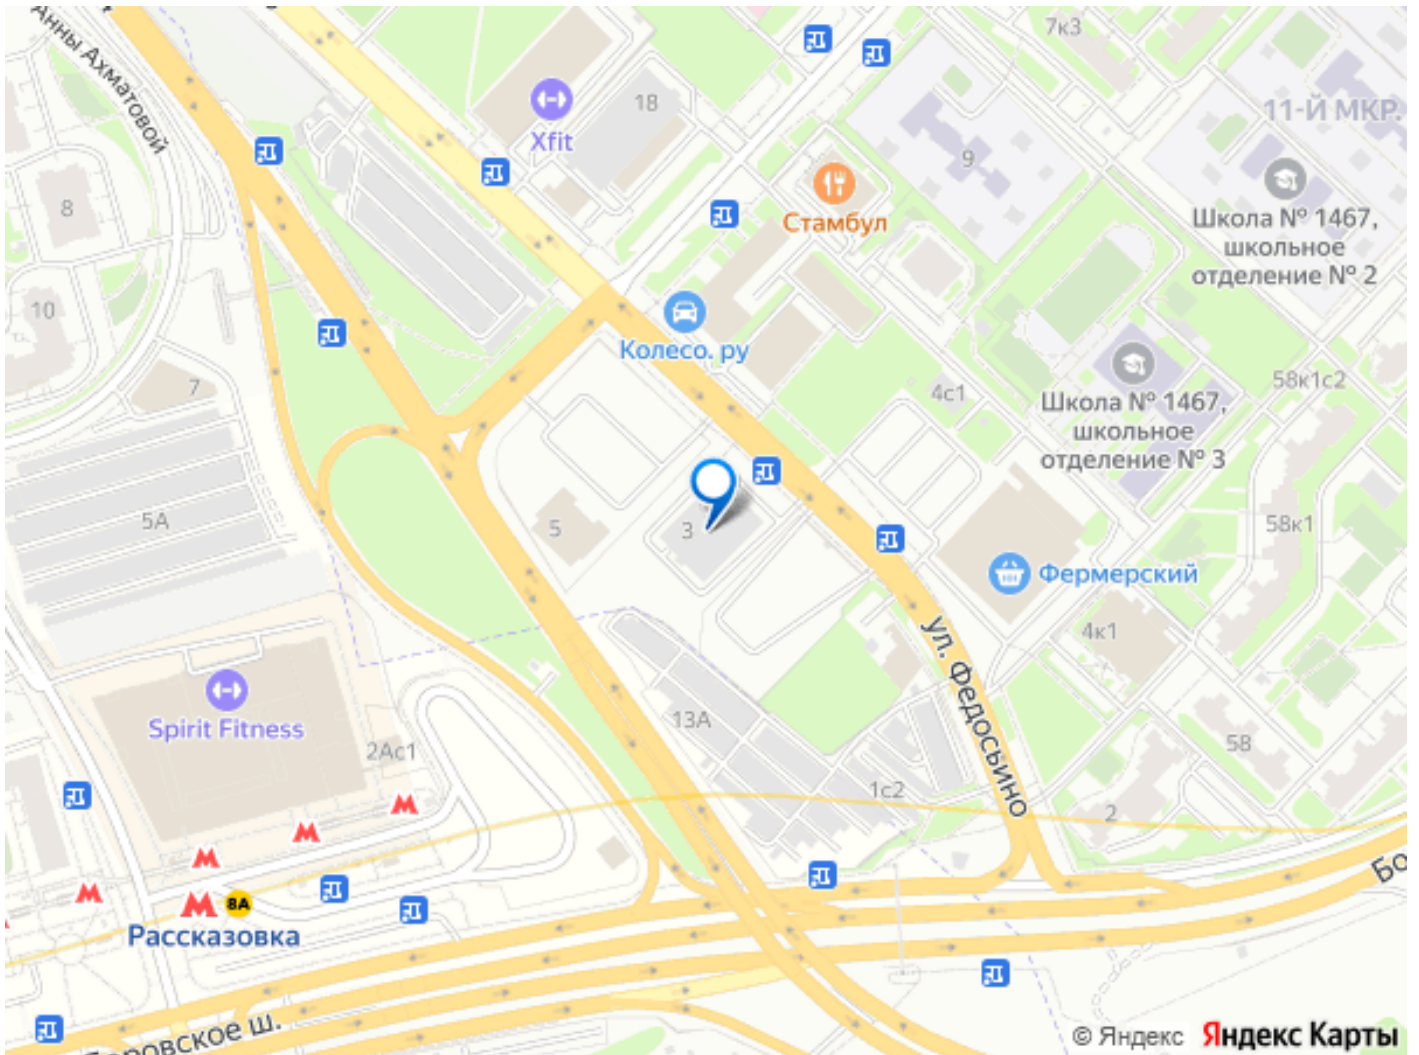 7к3
Анны Ахматовой
18
11-Й МКР.
Xfit
9
8
Стамбул
Школа № 1467,
школьное
отделение № 2
10
Колесо. ру
7
4с1
58к1с2
Школа № 1467,
школьное
отделение № 3
5А
5
3
58к1
Фермерский
4к1
ул. Федосьино
Spirit Fitness
13А
2Ас1
58
1с2
2
8А
Рассказовка
Бо
ровское ш.
© Яндекс Яндекс Карты